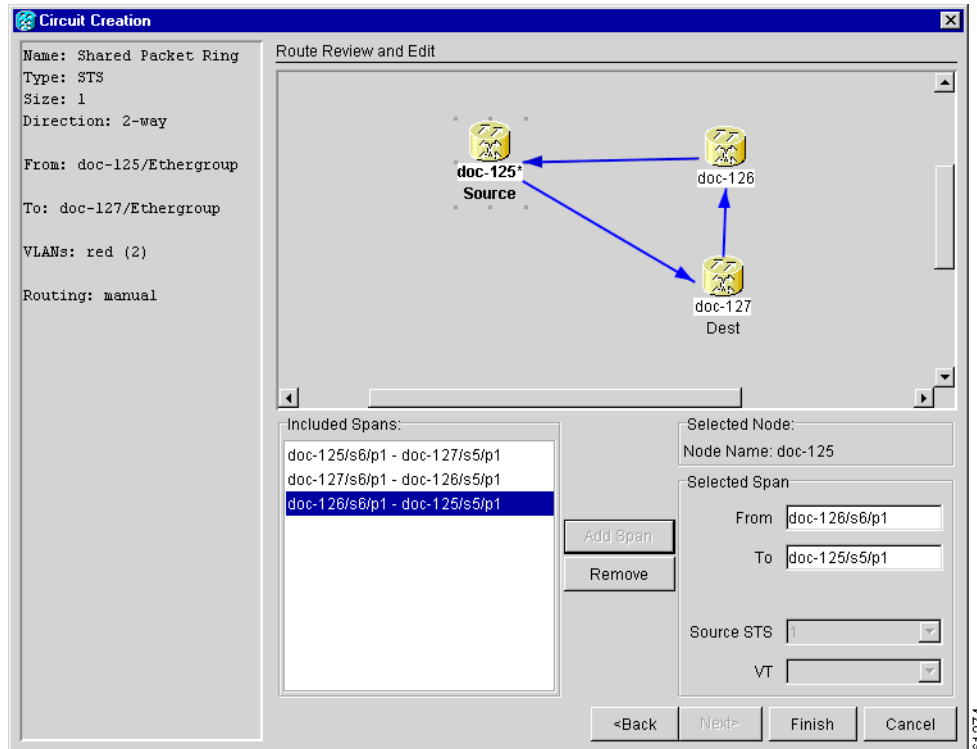 Circuit Creation
Name: Shared Packet Ring
Type: STS
Size: 1
Direction: 2-way
From: doc-125/Ethergroup
To: doc-127/Ethergroup
VLANs: red (2)
Routing: manual
Route Review and Edit
doc-125*
Source
doc-126
doc-127
Dest
Included Spans:
doc-125/s6/p1 - doc-127/s5/p1
doc-127/s6/p1 - doc-126/s5/p1
doc-126/s6/p1 - doc-125/s5/p1
Add Span
Remove
Selected Node:
Node Name: doc-125
Selected Span
From doc-126/s6/p1
To doc-125/s5/p1
Source STS 1
VT
<Back
Next>
Finish
Cancel